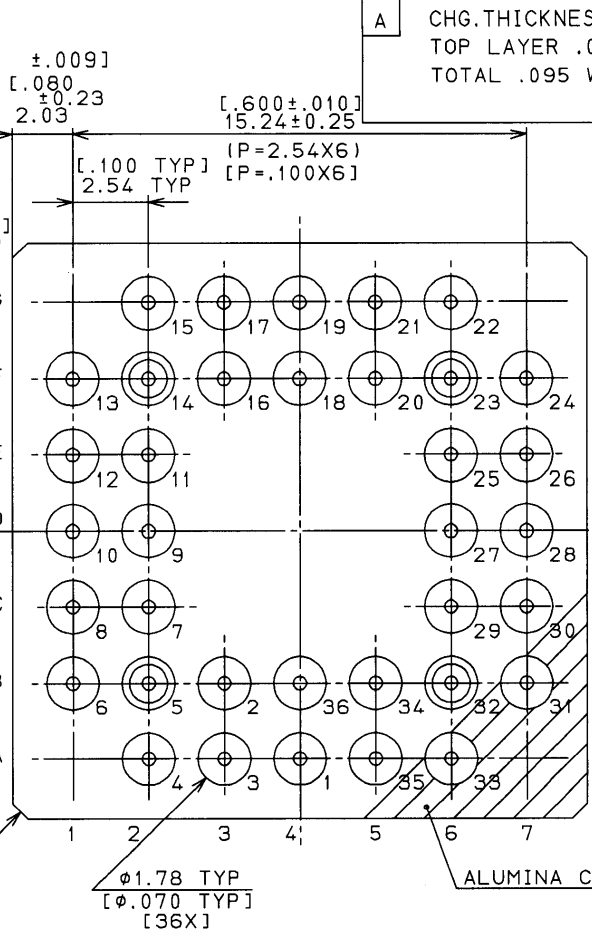 A CHG.THICKNES
TOP LAYER .0
TOTAL .095 W
±.009]
[.080
±0.23
2.03
[.600±.010]
15.24±0.25
(P=2.54X6)
[P=.100X6]
[.100 TYP]
2.54 TYP
]
15 17 19 21 22
13 14 16 18 20 23 24
12 11 25 26
10 9 27 28
8 7 29 30
6 5 2 36 34 32 31
4 3 1 35 33
1 2 3 4 5 6 7
ø1.78 TYP
[ø.070 TYP]
[36X]
ALUMINA C